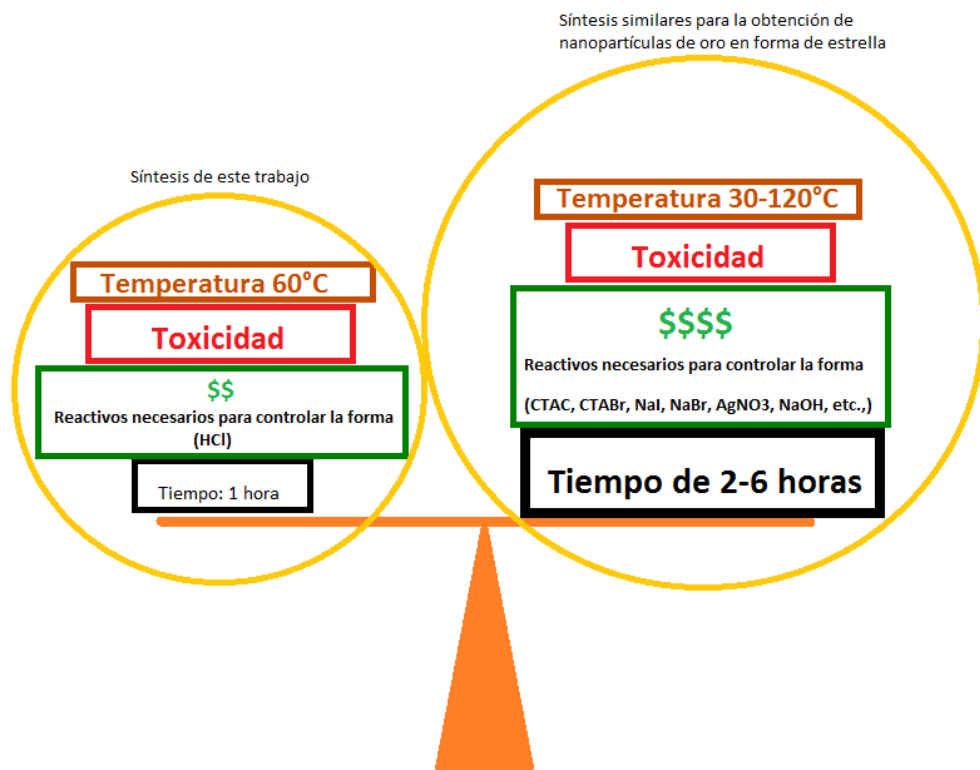 Síntesis similares para la obtención de
nanopartículas de oro en forma de estrella
Síntesis de este trabajo
Temperatura 60°C
Toxicidad
$$
Reactivos necesarios para controlar la forma
(HCl)
Tiempo: 1 hora
Temperatura 30-120°C
Toxicidad
$$$$
Reactivos necesarios para controlar la forma
(CTAC, CTABr, NaI, NaBr, AgNO3, NaOH, etc.,)
Tiempo de 2-6 horas